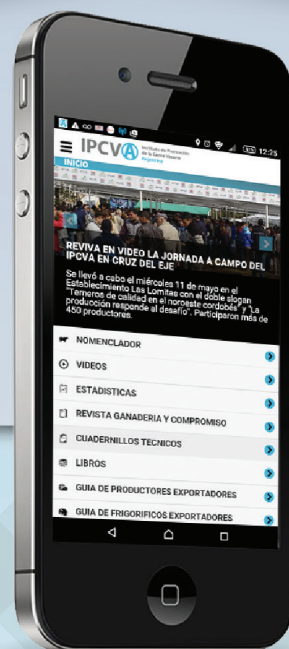 12:25
IPCVA
Instituto de Promoción
de la Carne Vacuna
Argentina
INICIO
REVIVA EN VIDEO LA JORNADA A CAMPO DEL
IPCVA EN CRUZ DEL EJE
Se llevó a cabo el miércoles 11 de mayo en el
Establecimiento Las Lomitas con el doble slogan
"Terneros de calidad en el noroeste cordobés" y "La
producción responde al desafío". Participaron más de
450 productores.
NOMENCLADOR
VIDEOS
ESTADISTICAS
REVISTA GANADERIA Y COMPROMISO
CUADERNILLOS TECNICOS
LIBROS
GUIA DE PRODUCTORES EXPORTADORES
GUIA DE FRIGORIFICOS EXPORTADORES